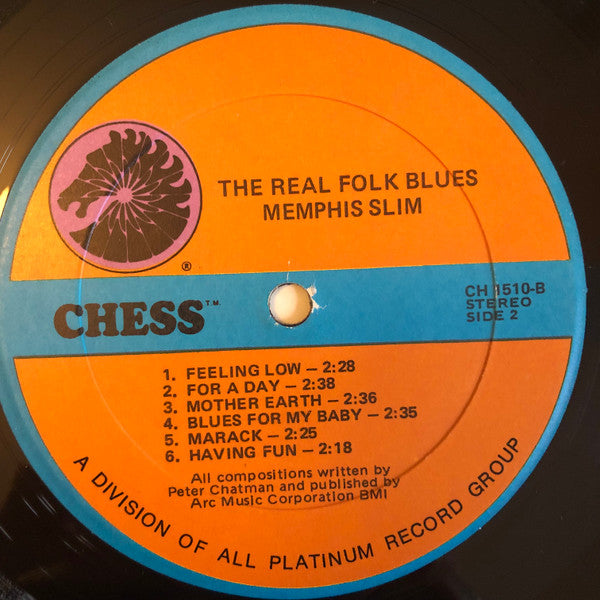 THE REAL FOLK BLUES
MEMPHIS SLIM
®
CHESS™
CH 1510-B
STEREO
SIDE 2
1. FEELING LOW — 2:28
2. FOR A DAY — 2:38
3. MOTHER EARTH — 2:36
4. BLUES FOR MY BABY — 2:35
5. MARACK — 2:25
6. HAVING FUN — 2:18
All compositions written by
Peter Chatman and published by
Arc Music Corporation BMI
A DIVISION OF ALL PLATINUM RECORD GROUP